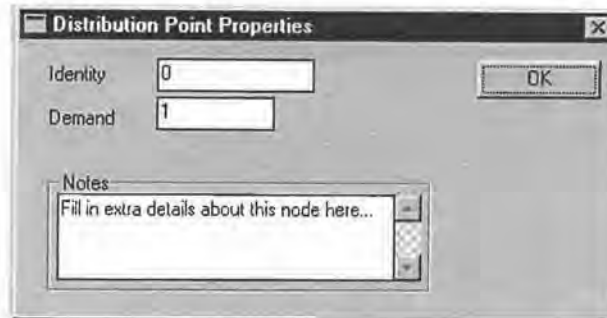 Distribution Point Properties
Identity 0
OK
Demand 1
Notes
Fill in extra details about this node here...